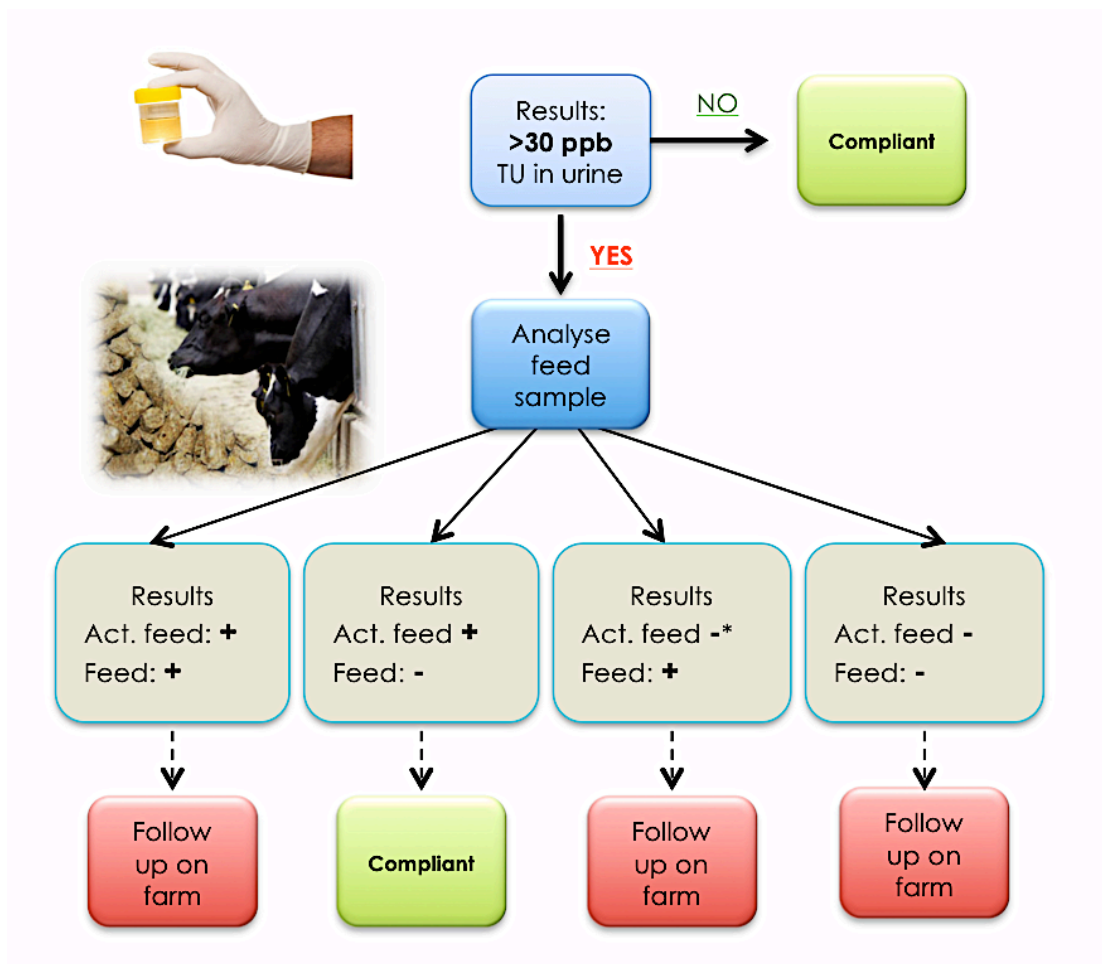 Results:
>30 ppb
TU in urine
NO
Compliant
YES
Analyse
feed
sample
Results
Act. feed: +
Feed: +
Results
Act. feed +
Feed: -
Results
Act. feed -*
Feed: +
Results
Act. feed -
Feed: -
Follow
up on
farm
Compliant
Follow
up on
farm
Follow
up on
farm